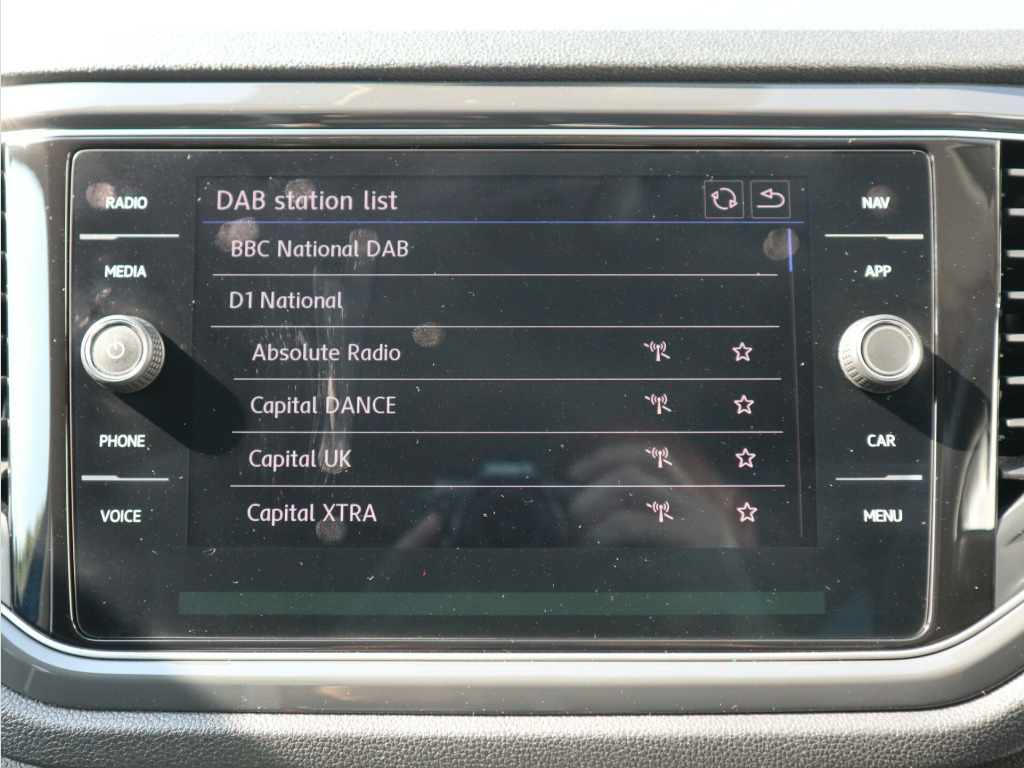 RADIO
MEDIA
PHONE
VOICE
DAB station list
BBC National DAB
D1 National
Absolute Radio
Capital DANCE
Capital UK
Capital XTRA
NAV
APP
CAR
MENU